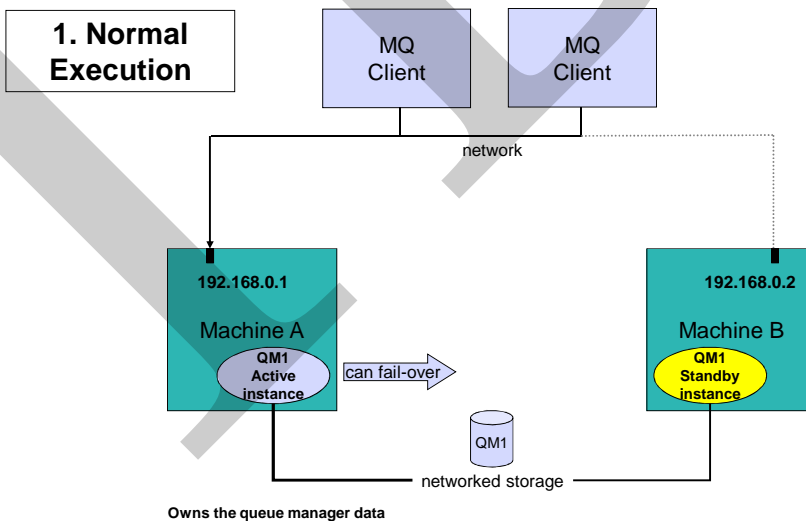 1. Normal
Execution
MQ
Client
MQ
Client
network
192.168.0.1
192.168.0.2
Machine A
Machine B
QM1
Active
instance
can fail-over
QM1
Standby
instance
QM1
networked storage
Owns the queue manager data